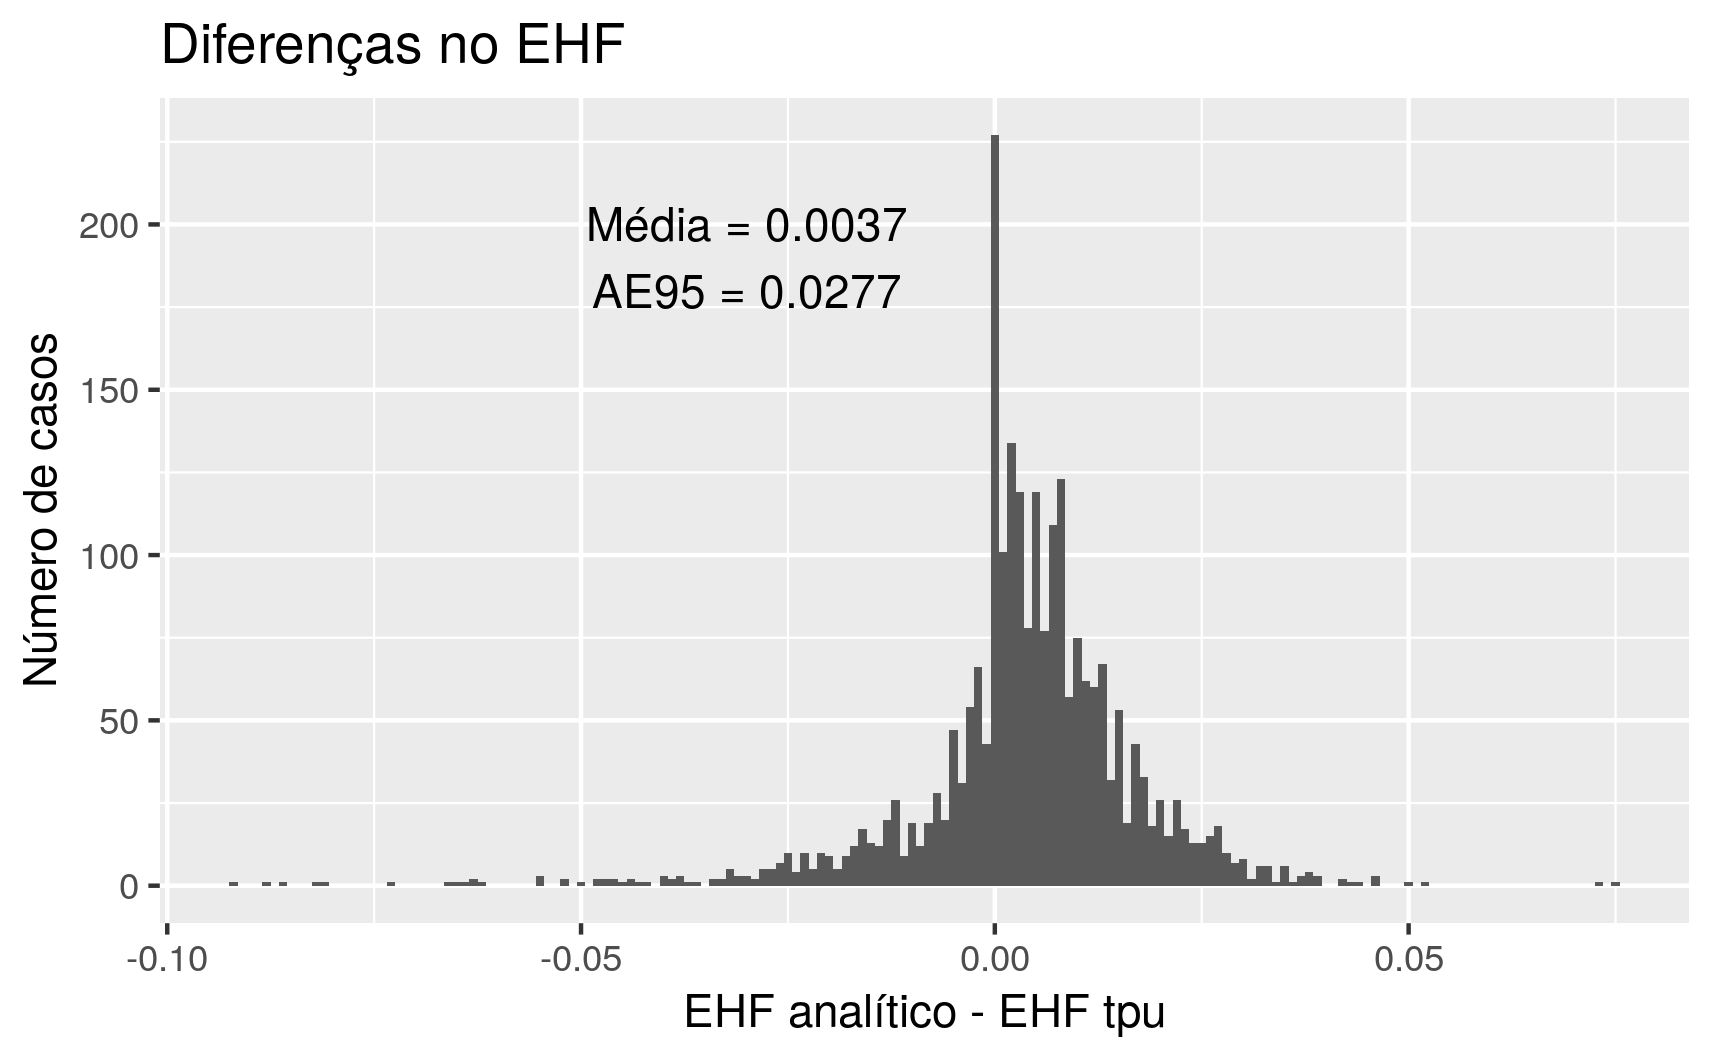 Diferenças no EHF
Média = 0.0037
AE95 = 0.0277
Número de casos
200
150
100
50
0
-0.10
-0.05
0.00
0.05
EHF analítico - EHF tpu